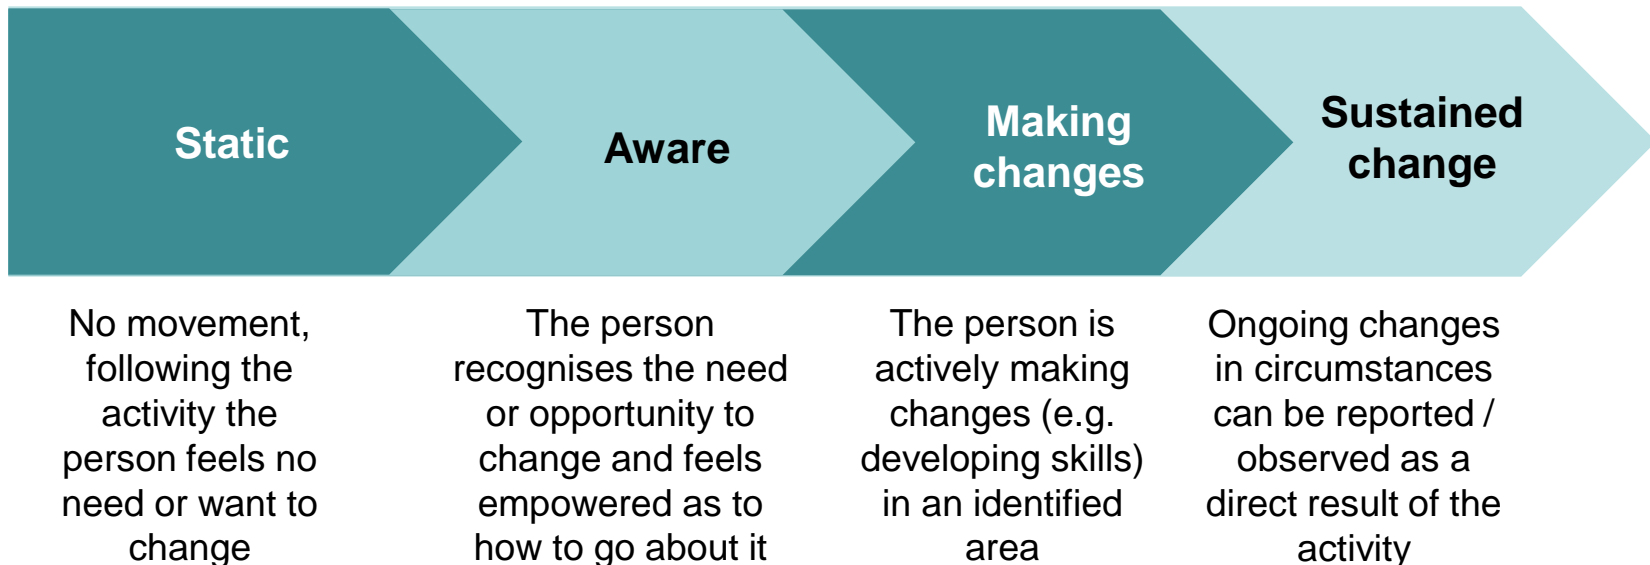 Static
Aware
Making
changes
Sustained
change
No movement,
following the
activity the
person feels no
need or want to
change
The person
recognises the need
or opportunity to
change and feels
empowered as to
how to go about it
The person is
actively making
changes (e.g.
developing skills)
in an identified
area
Ongoing changes
in circumstances
can be reported /
observed as a
direct result of the
activity